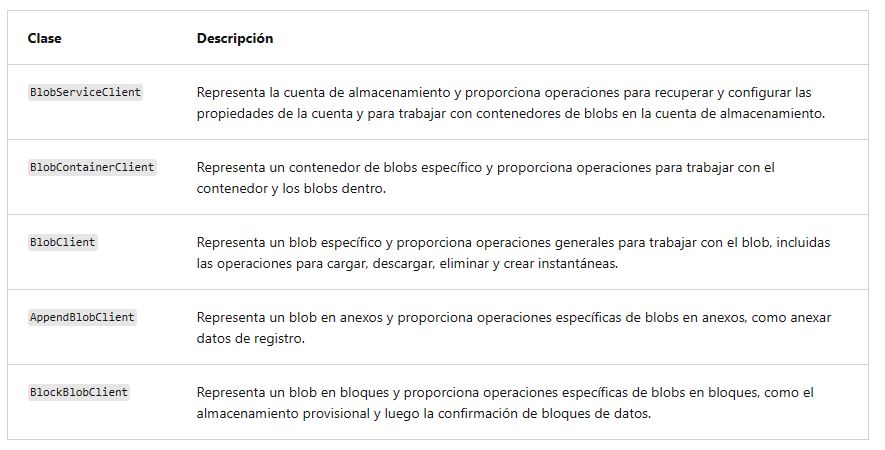 Clase Descripción
BlobServiceClient Representa la cuenta de almacenamiento y proporciona operaciones para recuperar y configurar las
propiedades de la cuenta y para trabajar con contenedores de blobs en la cuenta de almacenamiento.
BlobContainerClient Representa un contenedor de blobs específico y proporciona operaciones para trabajar con el
contenedor y los blobs dentro.
BlobClient Representa un blob específico y proporciona operaciones generales para trabajar con el blob, incluidas
las operaciones para cargar, descargar, eliminar y crear instantáneas.
AppendBlobClient Representa un blob en anexos y proporciona operaciones específicas de blobs en anexos, como anexar
datos de registro.
BlockBlobClient Representa un blob en bloques y proporciona operaciones específicas de blobs en bloques, como el
almacenamiento provisional y luego la confirmación de bloques de datos.